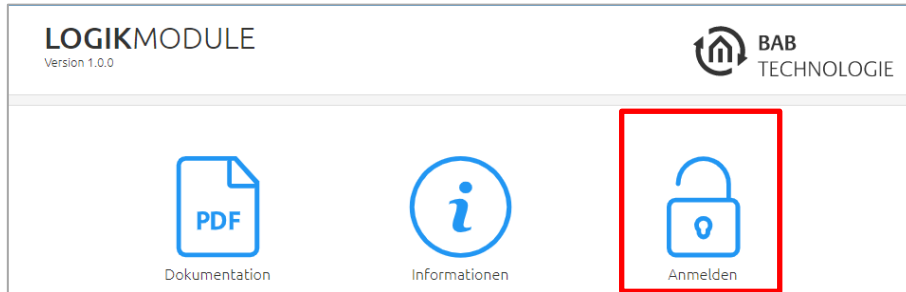 LOGIKMODULE
Version 1.0.0
BAB
TECHNOLOGIE
PDF
i
Dokumentation
Informationen
Anmelden